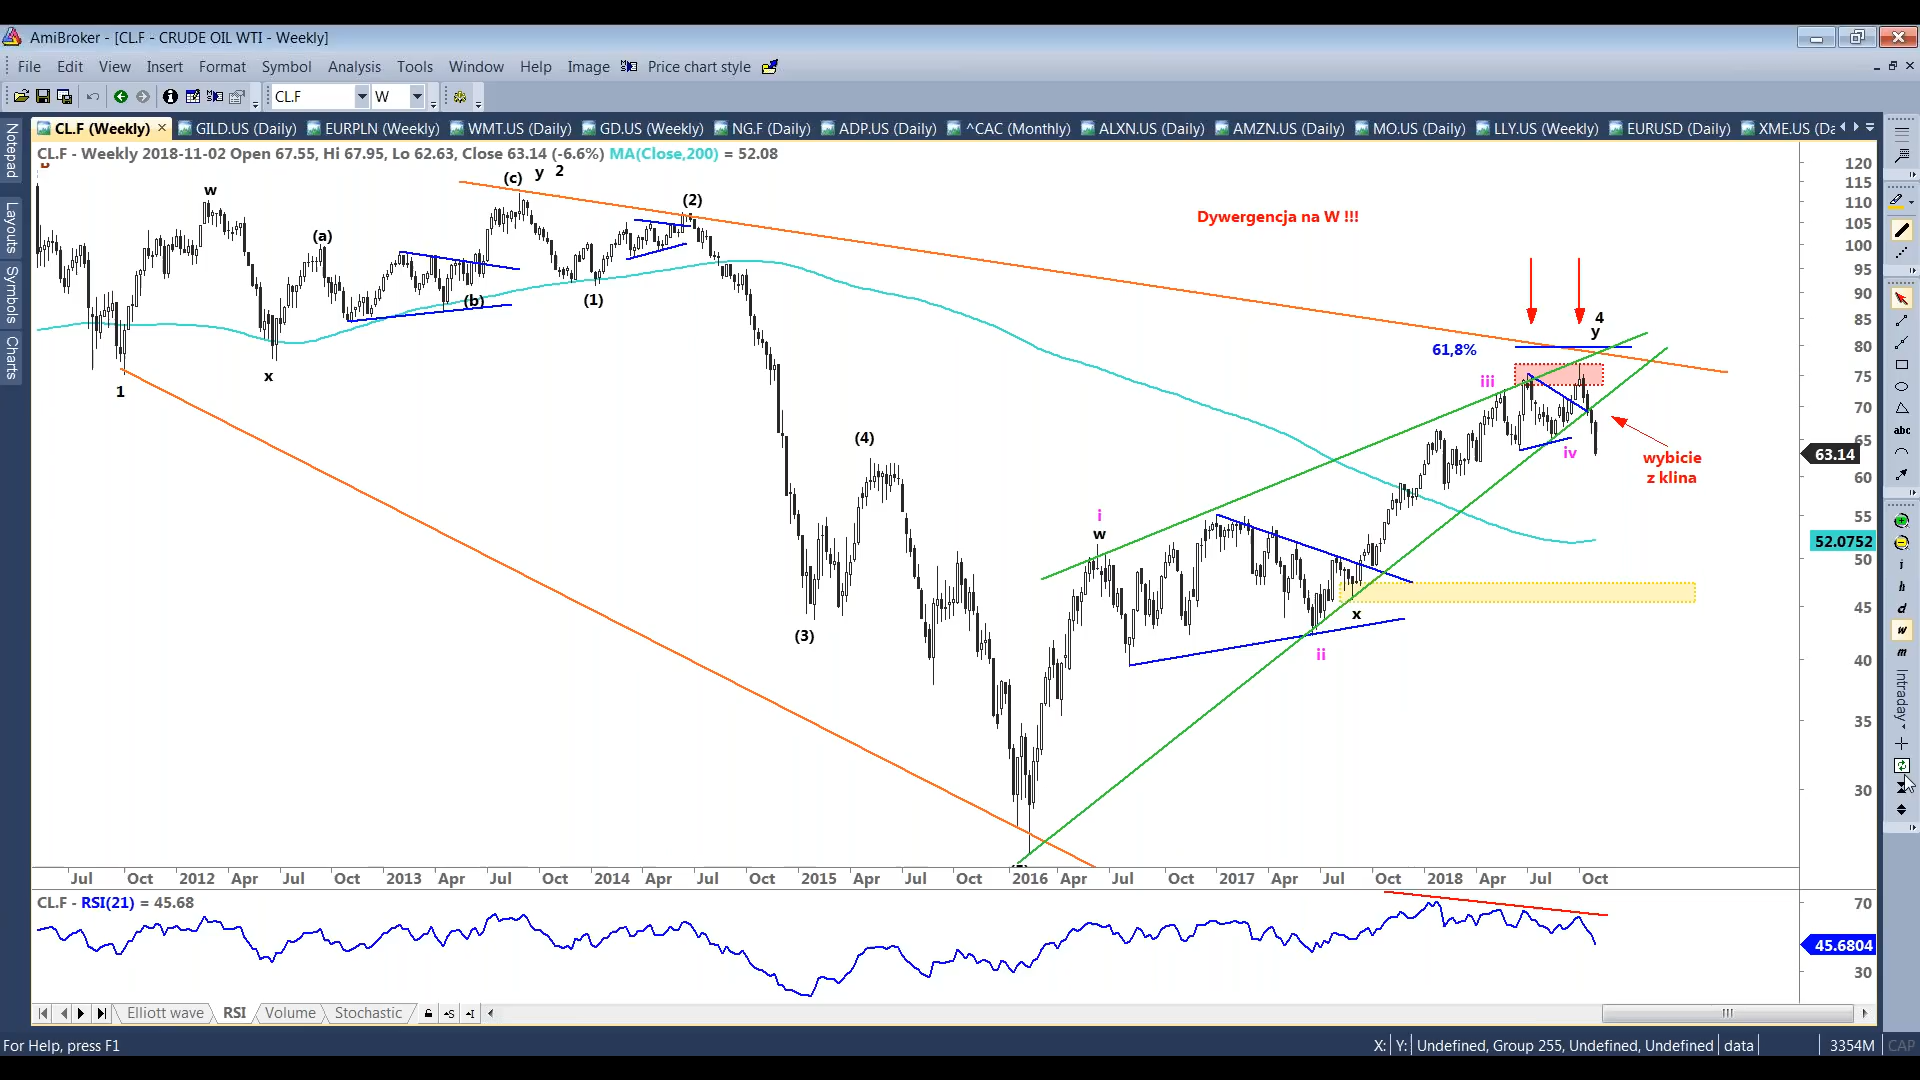 AmiBroker - [CL.F - CRUDE OIL WTI - Weekly]
File Edit View Insert Format Symbol Analysis Tools Window Help Image Price chart style
CL.F W
CL.F (Weekly) GILD.US (Daily) EURPLN (Weekly) WMT.US (Daily) GD.US (Weekly) NG.F (Daily) ADP.US (Daily) ^CAC (Monthly) ALXN.US (Daily) AMZN.US (Daily) MO.US (Daily) LLY.US (Weekly) EURUSD (Daily) XME.US (Da
Notepad
Layouts
Symbols
Charts
CL.F - Weekly 2018-11-02 Open 67.55, Hi 67.95, Lo 62.63, Close 63.14 (-6.6%) MA(Close,200) = 52.08
w
(c) y 2
(2)
(a)
Dywergencja na W !!!
(b)
(1)
x
1
4
y
61,8%
iii
iv
wybicie
z klina
(4)
i
w
(3)
x
ii
120
115
110
105
100
95
90
85
80
75
70
65
63.14
60
55
52.0752
50
45
40
35
30
Jul Oct 2012 Apr Jul Oct 2013 Apr Jul Oct 2014 Apr Jul Oct 2015 Apr Jul Oct 2016 Apr Jul Oct 2017 Apr Jul Oct 2018 Apr Jul Oct
CL.F - RSI(21) = 45.68
70
45.6804
30
Elliott wave RSI Volume Stochastic
abc
i
h
d
w
m
Intraday
For Help, press F1
X: Y: Undefined, Group 255, Undefined, Undefined data 3354M CAP